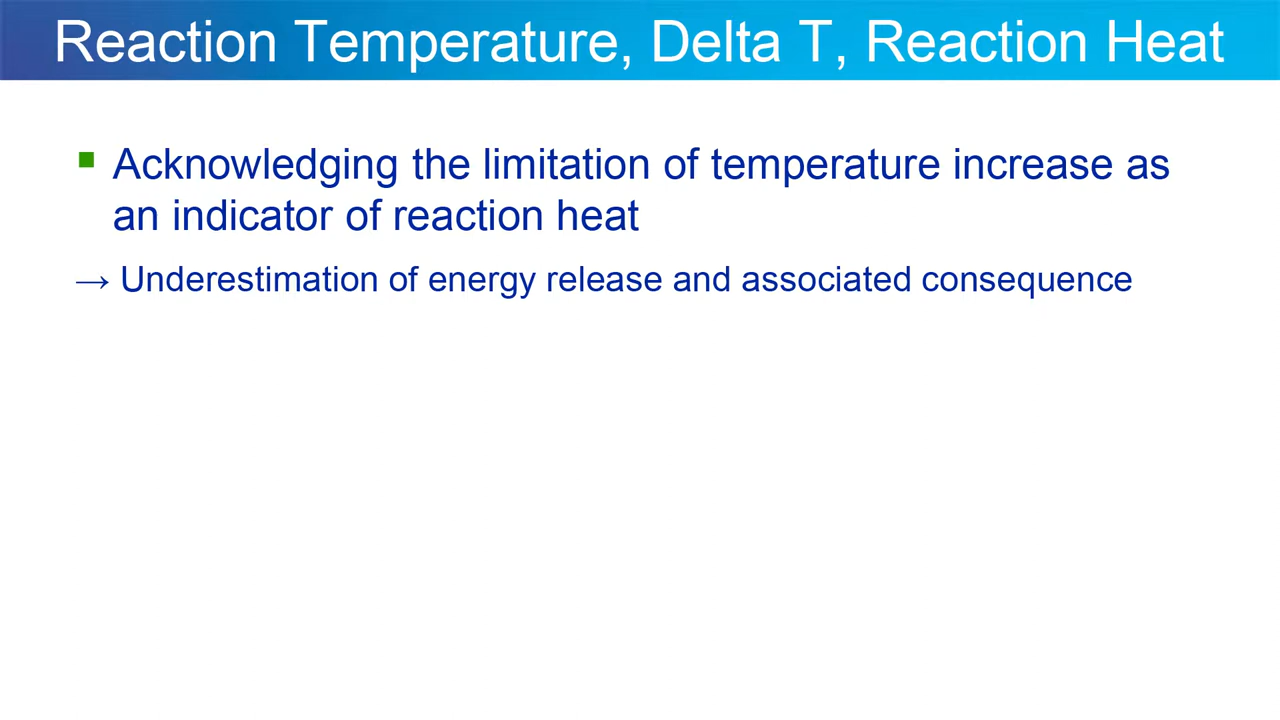 Reaction Temperature, Delta T, Reaction Heat
Acknowledging the limitation of temperature increase as
an indicator of reaction heat
→ Underestimation of energy release and associated consequence